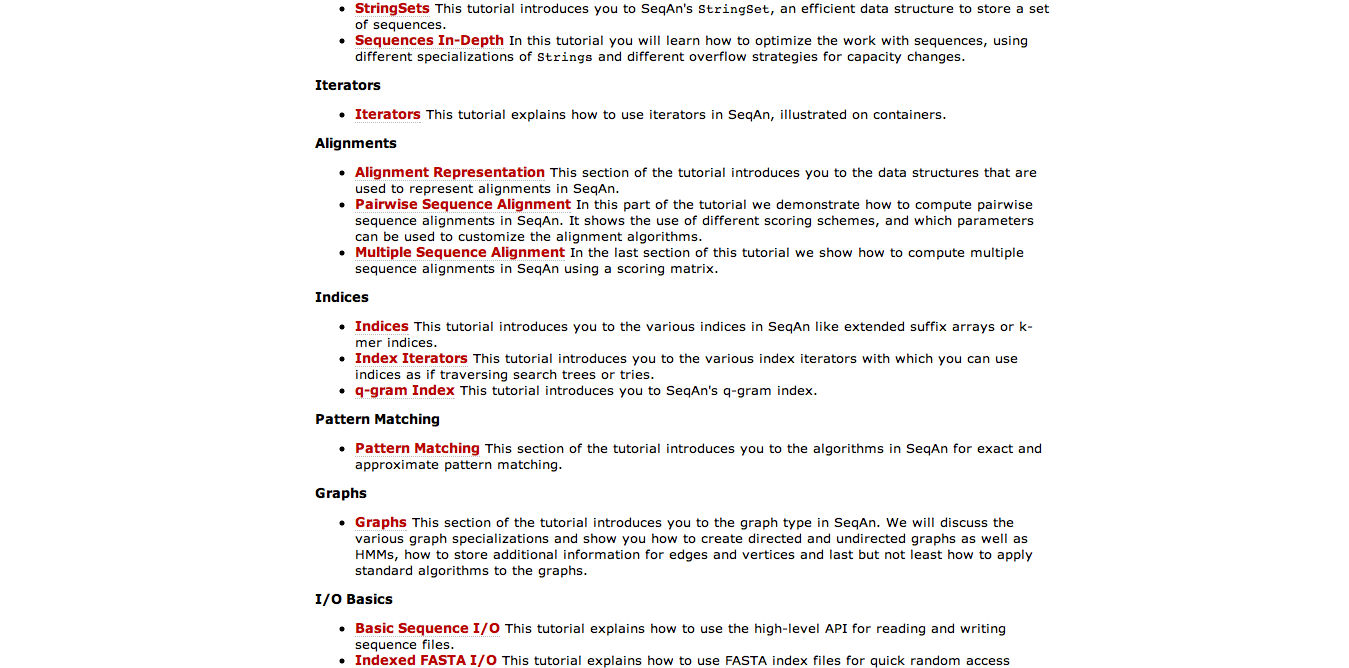 StringSets This tutorial introduces you to SeqAn's StringSet, an efficient data structure to store a set
of sequences.
Sequences In-Depth In this tutorial you will learn how to optimize the work with sequences, using
different specializations of Strings and different overflow strategies for capacity changes.
Iterators
Iterators This tutorial explains how to use iterators in SeqAn, illustrated on containers.
Alignments
Alignment Representation This section of the tutorial introduces you to the data structures that are
used to represent alignments in SeqAn.
Pairwise Sequence Alignment In this part of the tutorial we demonstrate how to compute pairwise
sequence alignments in SeqAn. It shows the use of different scoring schemes, and which parameters
can be used to customize the alignment algorithms.
Multiple Sequence Alignment In the last section of this tutorial we show how to compute multiple
sequence alignments in SeqAn using a scoring matrix.
Indices
Indices This tutorial introduces you to the various indices in SeqAn like extended suffix arrays or k-
mer indices.
Index Iterators This tutorial introduces you to the various index iterators with which you can use
indices as if traversing search trees or tries.
q-gram Index This tutorial introduces you to SeqAn's q-gram index.
Pattern Matching
Pattern Matching This section of the tutorial introduces you to the algorithms in SeqAn for exact and
approximate pattern matching.
Graphs
Graphs This section of the tutorial introduces you to the graph type in SeqAn. We will discuss the
various graph specializations and show you how to create directed and undirected graphs as well as
HMMs, how to store additional information for edges and vertices and last but not least how to apply
standard algorithms to the graphs.
I/O Basics
Basic Sequence I/O This tutorial explains how to use the high-level API for reading and writing
sequence files.
Indexed FASTA I/O This tutorial explains how to use FASTA index files for quick random access